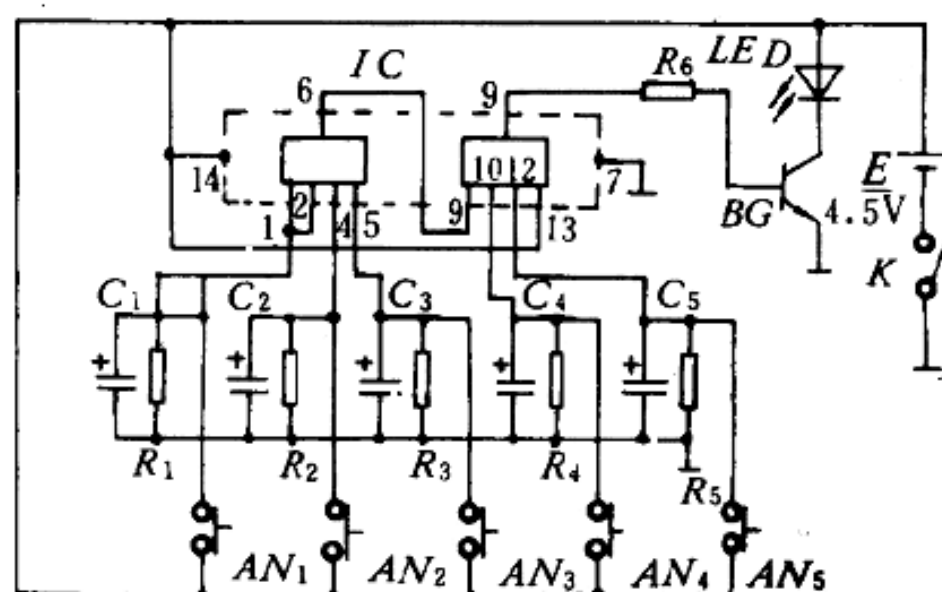 IC
LED
R6
6
9
14
2
10
12
7
1
4
5
9
13
BG
E
4.5V
K
C1
C2
C3
C4
C5
+
+
+
+
+
R1
R2
R3
R4
R5
AN1
AN2
AN3
AN4
AN5